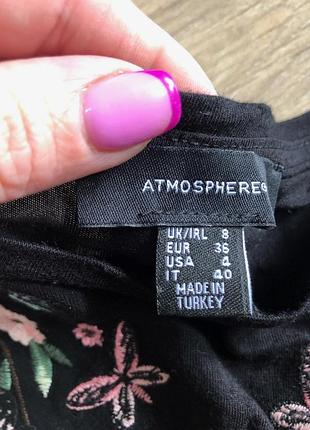 ATMOSPHERE®
UK/IRL 8
EUR 36
USA 4
IT 40
MADE IN
TURKEY